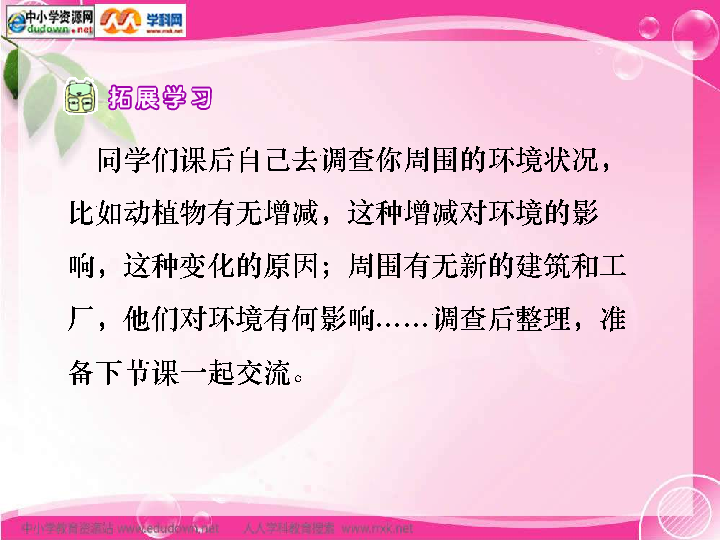 中小学资源网
dudown.net
学科网
www.nxk.net
拓展学习
同学们课后自己去调查你周围的环境状况，
比如动植物有无增减，这种增减对环境的影
响，这种变化的原因；周围有无新的建筑和工
厂，他们对环境有何影响……调查后整理，准
备下节课一起交流。
中小学教育资源站 www.edudown.net 人人学科教育搜索 www.rrxk.net